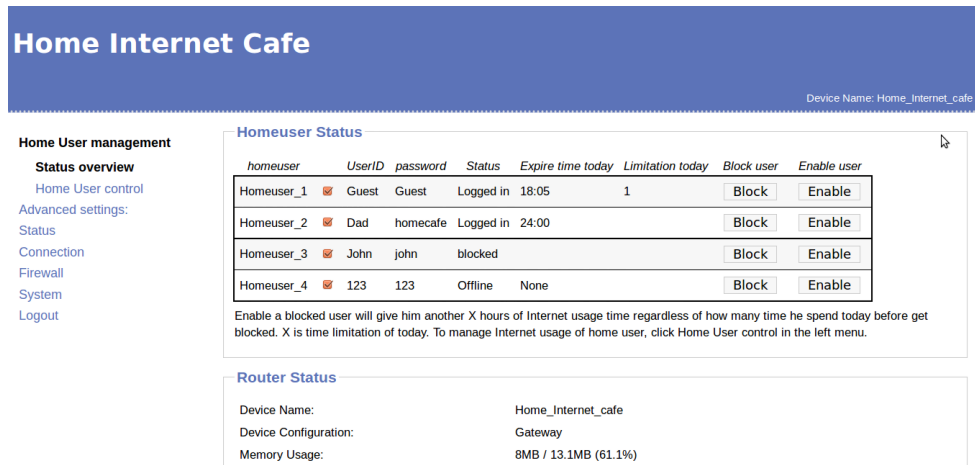 Home Internet Cafe
Device Name: Home_Internet_cafe
Home User management
Status overview
Home User control
Advanced settings:
Status
Connection
Firewall
System
Logout
Homeuser Status
homeuser UserID password Status Expire time today Limitation today Block user Enable user
Homeuser_1 Guest Guest Logged in 18:05 1 Block Enable
Homeuser_2 Dad homecafe Logged in 24:00 Block Enable
Homeuser_3 John john blocked Block Enable
Homeuser_4 123 123 Offline None Block Enable
Enable a blocked user will give him another X hours of Internet usage time regardless of how many time he spend today before get
blocked. X is time limitation of today. To manage Internet usage of home user, click Home User control in the left menu.
Router Status
Device Name: Home_Internet_cafe
Device Configuration: Gateway
Memory Usage: 8MB / 13.1MB (61.1%)